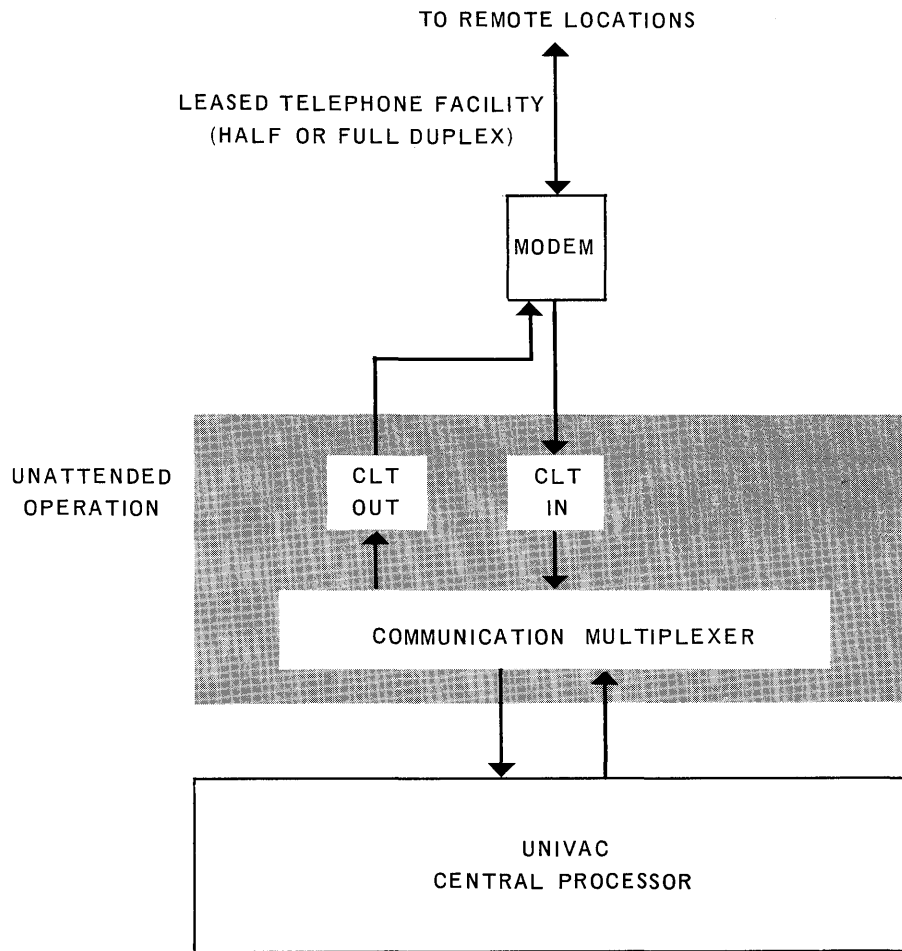 TO REMOTE LOCATIONS
LEASED TELEPHONE FACILITY
(HALF OR FULL DUPLEX)
MODEM
UNATTENDED
OPERATION
CLT
OUT
CLT
IN
COMMUNICATION MULTIPLEXER
UNIVAC
CENTRAL PROCESSOR